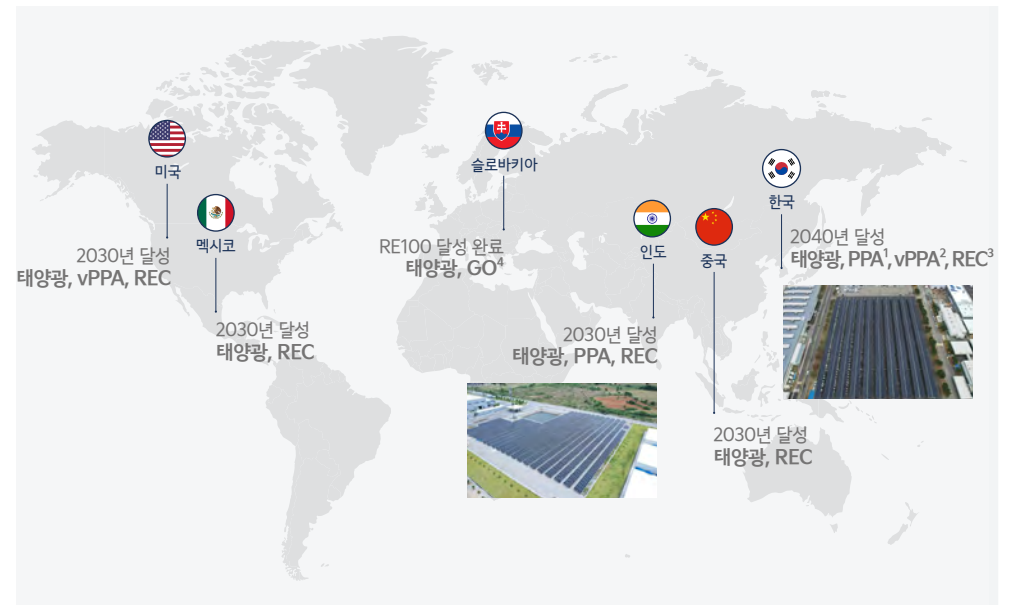 미국
2030년 달성
태양광, vPPA, REC
멕시코
2030년 달성
태양광, REC
슬로바키아
RE100 달성 완료
태양광, GO⁴
인도
2030년 달성
태양광, PPA, REC
중국
2030년 달성
태양광, REC
한국
2040년 달성
태양광, PPA¹, vPPA², REC³